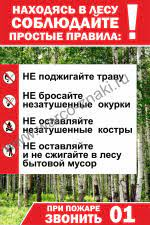 НАХОДЯСЬ В ЛЕСУ
СОБЛЮДАЙТЕ
ПРОСТЫЕ ПРАВИЛА:
!
НЕ поджигайте траву
НЕ бросайте
незатушенные окурки
НЕ оставляйте
незатушенные костры
НЕ оставляйте
и не сжигайте в лесу
бытовой мусор
ПРИ ПОЖАРЕ
ЗВОНИТЬ 01